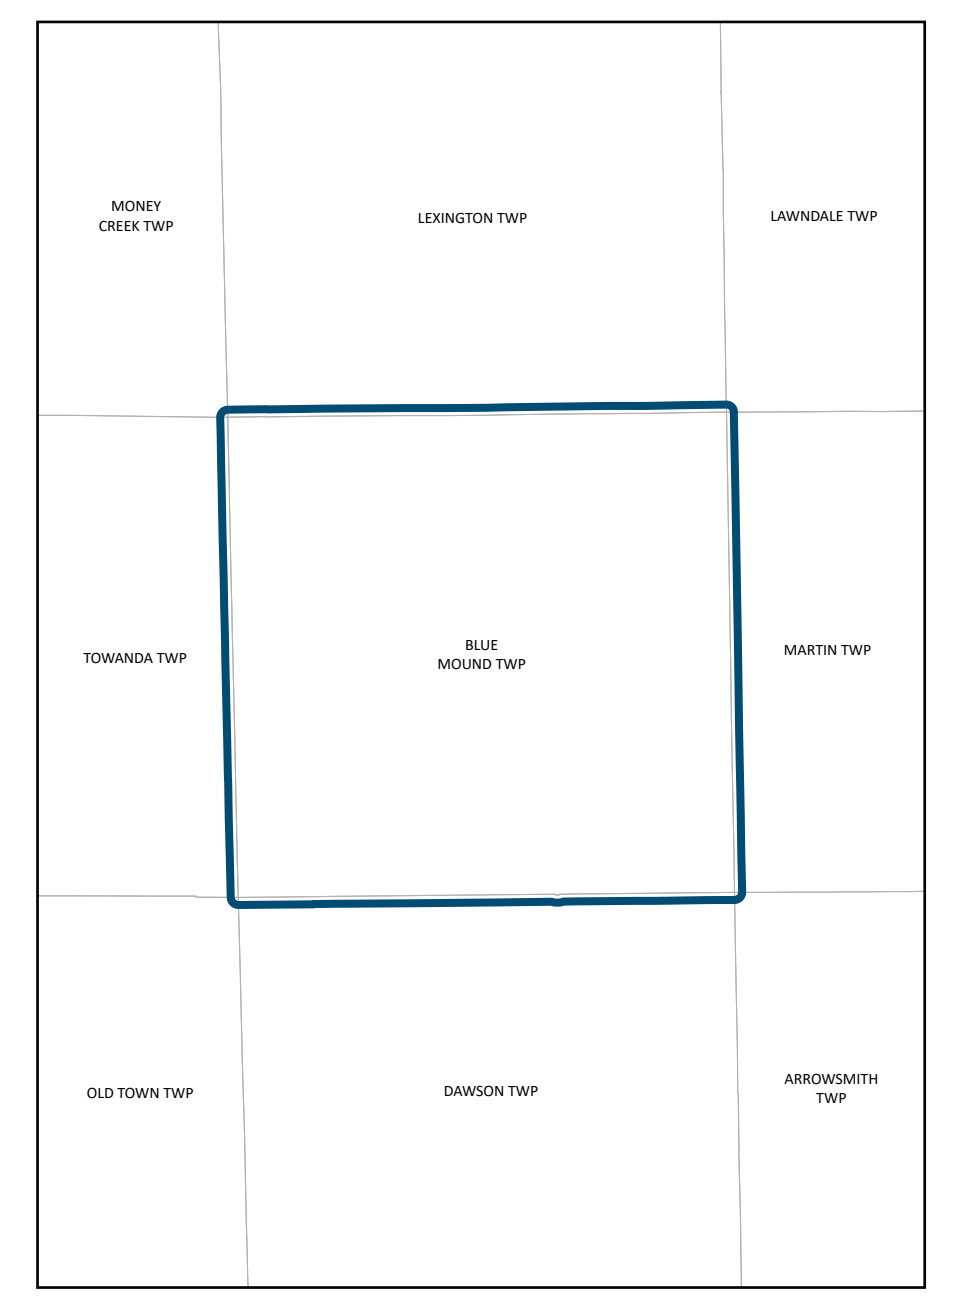 MONEY
CREEK TWP
LEXINGTON TWP
LAWNDALE TWP
TOWANDA TWP
BLUE
MOUND TWP
MARTIN TWP
OLD TOWN TWP
DAWSON TWP
ARROWSMITH
TWP